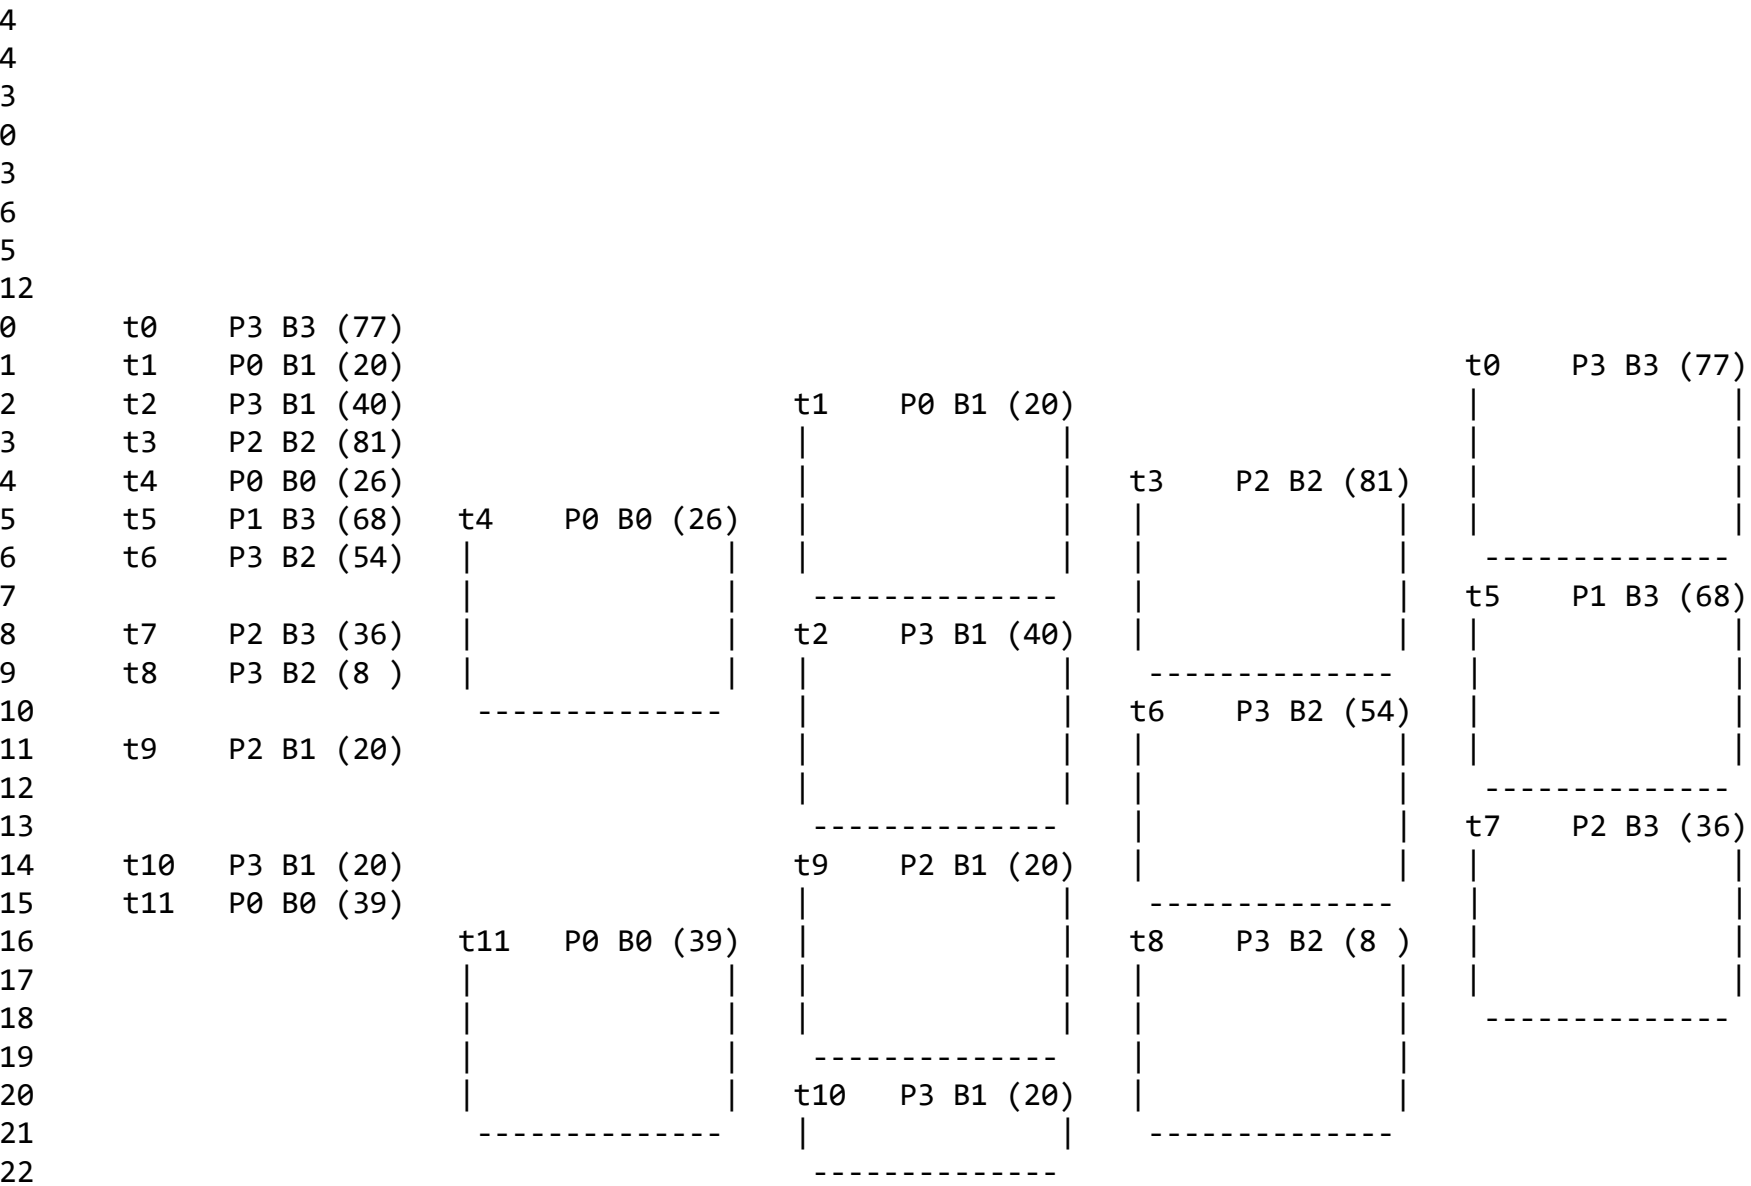 4
4
3
0
3
6
5
12
0      t0    P3 B3 (77)
1      t1    P0 B1 (20)                                                             t0    P3 B3 (77)
2      t2    P3 B1 (40)                       t1    P0 B1 (20)                       |              |
3      t3    P2 B2 (81)                       |              |                       |              |
4      t4    P0 B0 (26)                       |              |    t3    P2 B2 (81)   |              |
5      t5    P1 B3 (68)   t4    P0 B0 (26)    |              |    |              |   |              |
6      t6    P3 B2 (54)   |              |    |              |    |              |    --------------
7                         |              |     --------------     |              |   t5    P1 B3 (68)
8      t7    P2 B3 (36)   |              |    t2    P3 B1 (40)    |              |   |              |
9      t8    P3 B2 (8 )   |              |    |              |     --------------    |              |
10                         --------------     |              |    t6    P3 B2 (54)   |              |
11     t9    P2 B1 (20)                       |              |    |              |   |              |
12                                            |              |    |              |    --------------
13                                             --------------     |              |   t7    P2 B3 (36)
14     t10   P3 B1 (20)                       t9    P2 B1 (20)    |              |   |              |
15     t11   P0 B0 (39)                       |              |     --------------    |              |
16                        t11   P0 B0 (39)    |              |    t8    P3 B2 (8 )   |              |
17                        |              |    |              |    |              |   |              |
18                        |              |    |              |    |              |    --------------
19                        |              |     --------------     |              |
20                        |              |    t10   P3 B1 (20)    |              |
21                         --------------     |              |     --------------
22                                             --------------